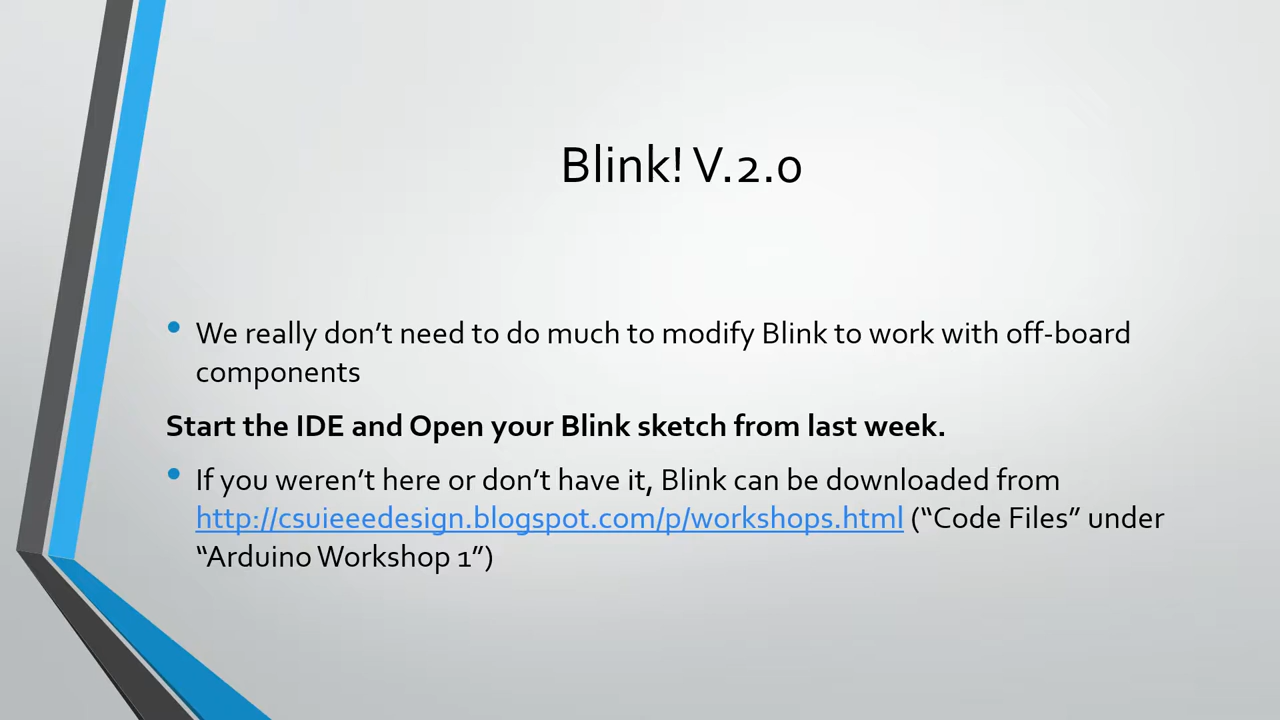 Blink! V.2.0
• We really don’t need to do much to modify Blink to work with off-board
components
Start the IDE and Open your Blink sketch from last week.
• If you weren’t here or don’t have it, Blink can be downloaded from
http://csuieeedesign.blogspot.com/p/workshops.html (“Code Files” under
“Arduino Workshop 1”)